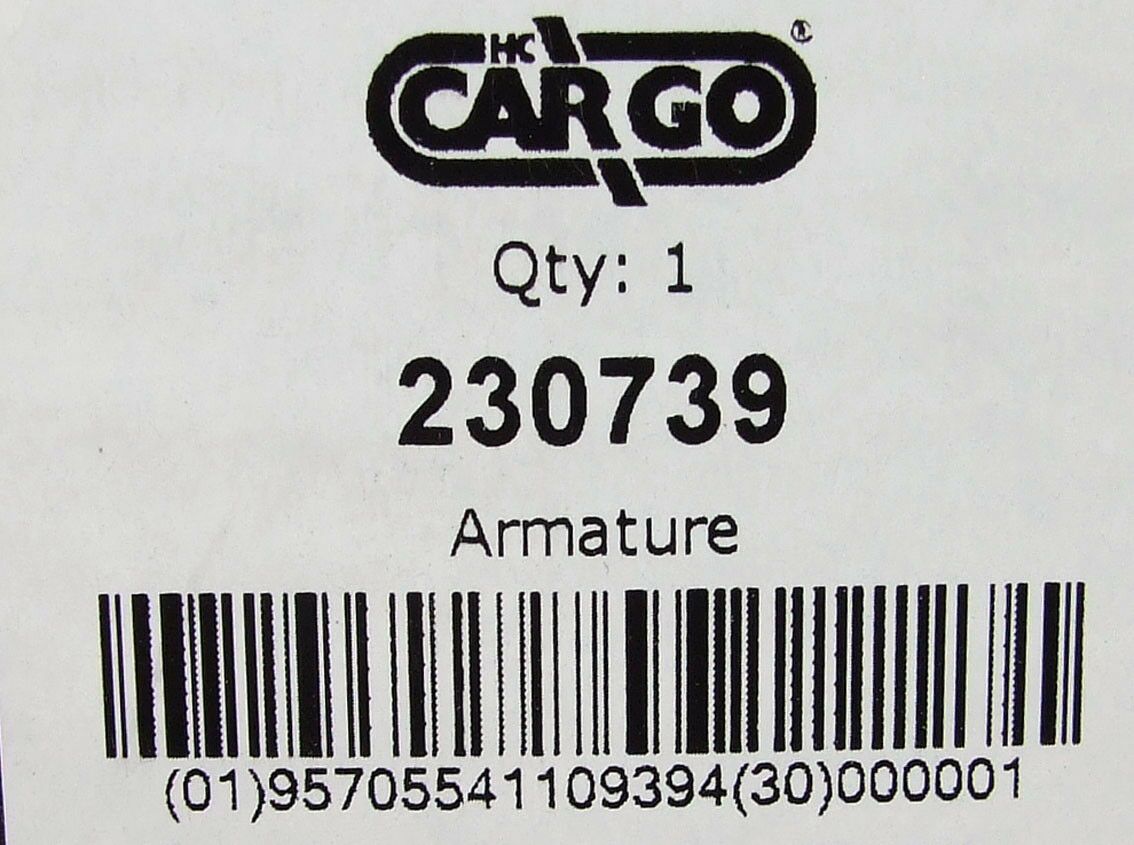 HC
CARGO®
Qty: 1
230739
Armature
(01)95705541109394(30)000001